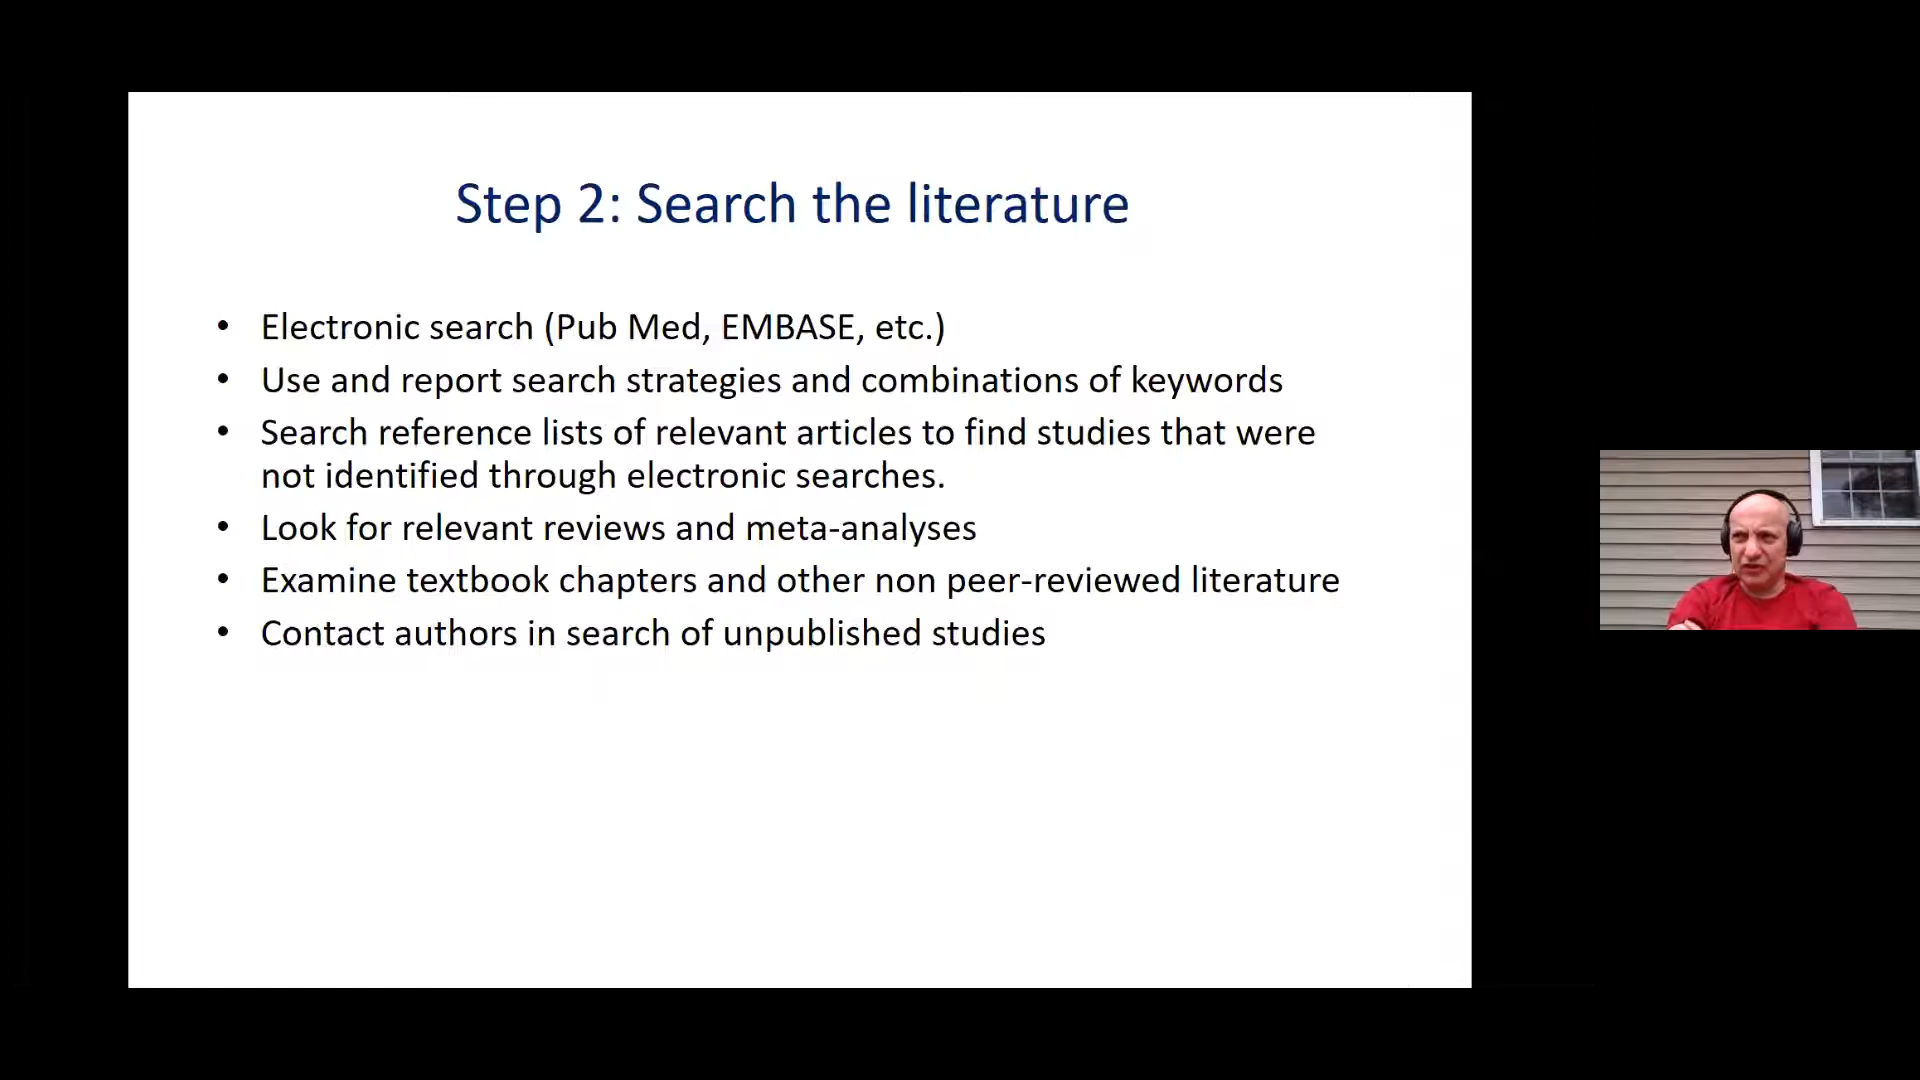 Step 2: Search the literature
• Electronic search (Pub Med, EMBASE, etc.)
• Use and report search strategies and combinations of keywords
• Search reference lists of relevant articles to find studies that were
not identified through electronic searches.
• Look for relevant reviews and meta-analyses
• Examine textbook chapters and other non peer-reviewed literature
• Contact authors in search of unpublished studies